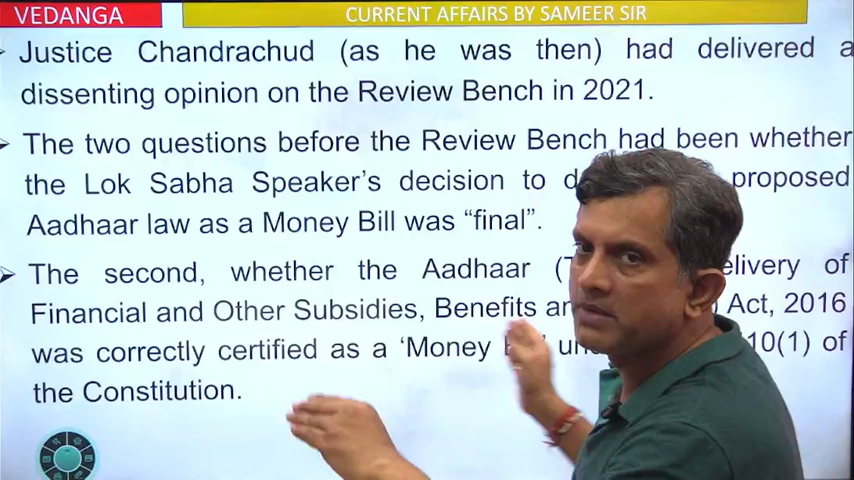 VEDANGA
CURRENT AFFAIRS BY SAMEER SIR
Justice Chandrachud (as he was then) had delivered a
dissenting opinion on the Review Bench in 2021.
The two questions before the Review Bench had been whether
the Lok Sabha Speaker's decision to proposed
Aadhaar law as a Money Bill was “final”.
The second, whether the Aadhaar of
Financial and Other Subsidies, Benefits Act, 2016
was correctly certified as a ‘Money of
the Constitution.